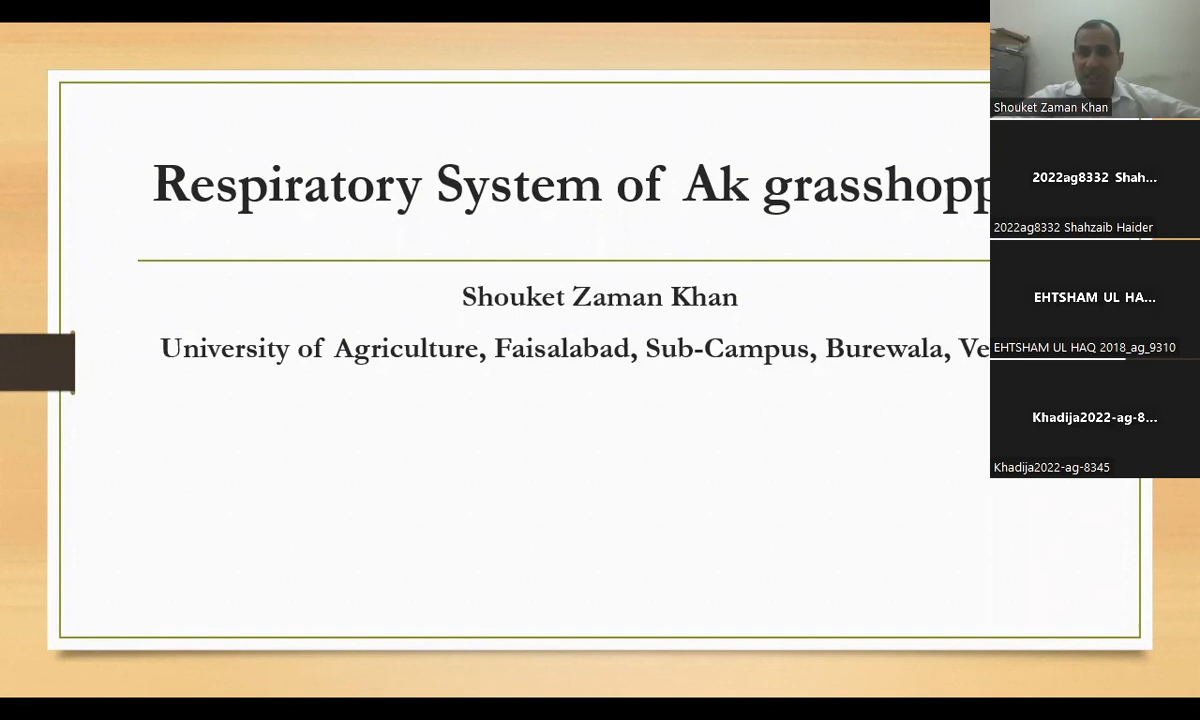 Respiratory System of Ak grasshopp
Shouket Zaman Khan
University of Agriculture, Faisalabad, Sub-Campus, Burewala, Ve
Shouket Zaman Khan
2022ag8332 Shah...
2022ag8332 Shahzaib Haider
EHTSHAM UL HA...
EHTSHAM UL HAQ 2018_ag_9310
Khadija2022-ag-8...
Khadija2022-ag-8345